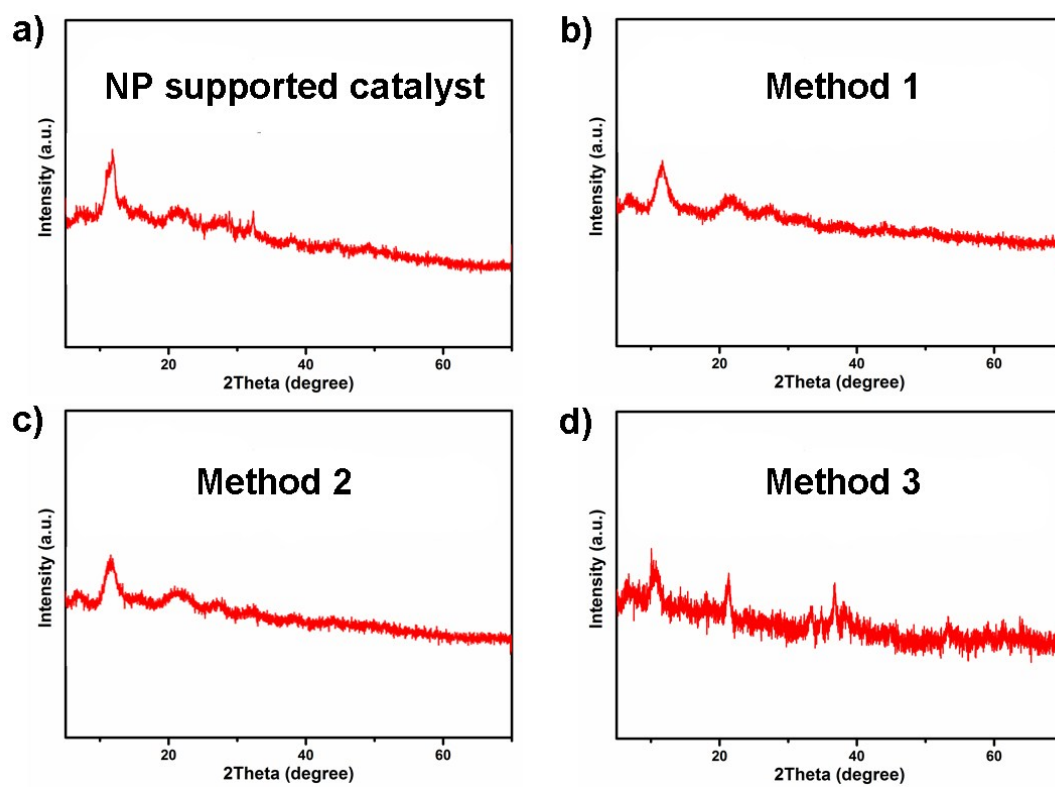 a)
NP supported catalyst
Intensity (a.u.)
20
40
60
2Theta (degree)
b)
Method 1
Intensity (a.u.)
20
40
60
2Theta (degree)
c)
Method 2
Intensity (a.u.)
20
40
60
2Theta (degree)
d)
Method 3
Intensity (a.u.)
20
40
60
2Theta (degree)